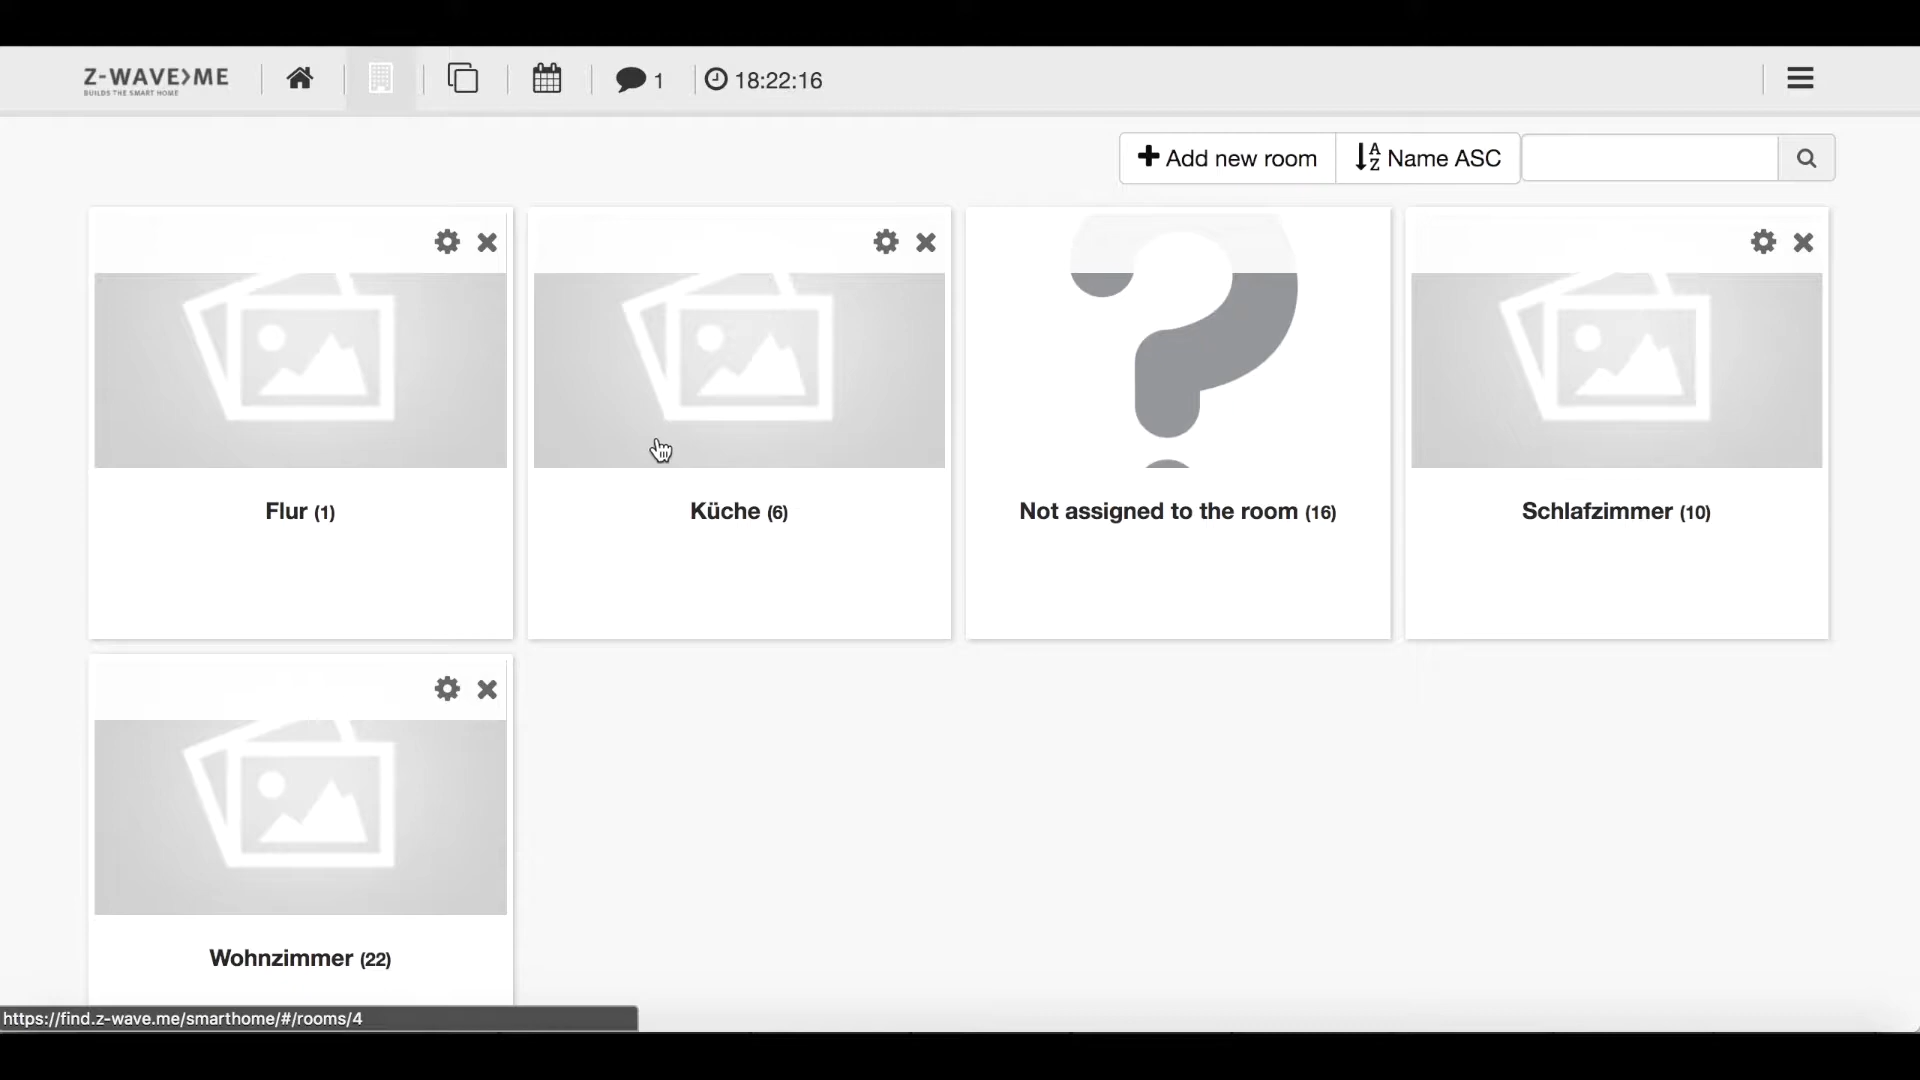 Z-WAVE>ME
BUILDS THE SMART HOME
1
18:22:16
Add new room
Name ASC
Flur (1)
Küche (6)
Not assigned to the room (16)
Schlafzimmer (10)
Wohnzimmer (22)
https://find.z-wave.me/smarthome/#/rooms/4